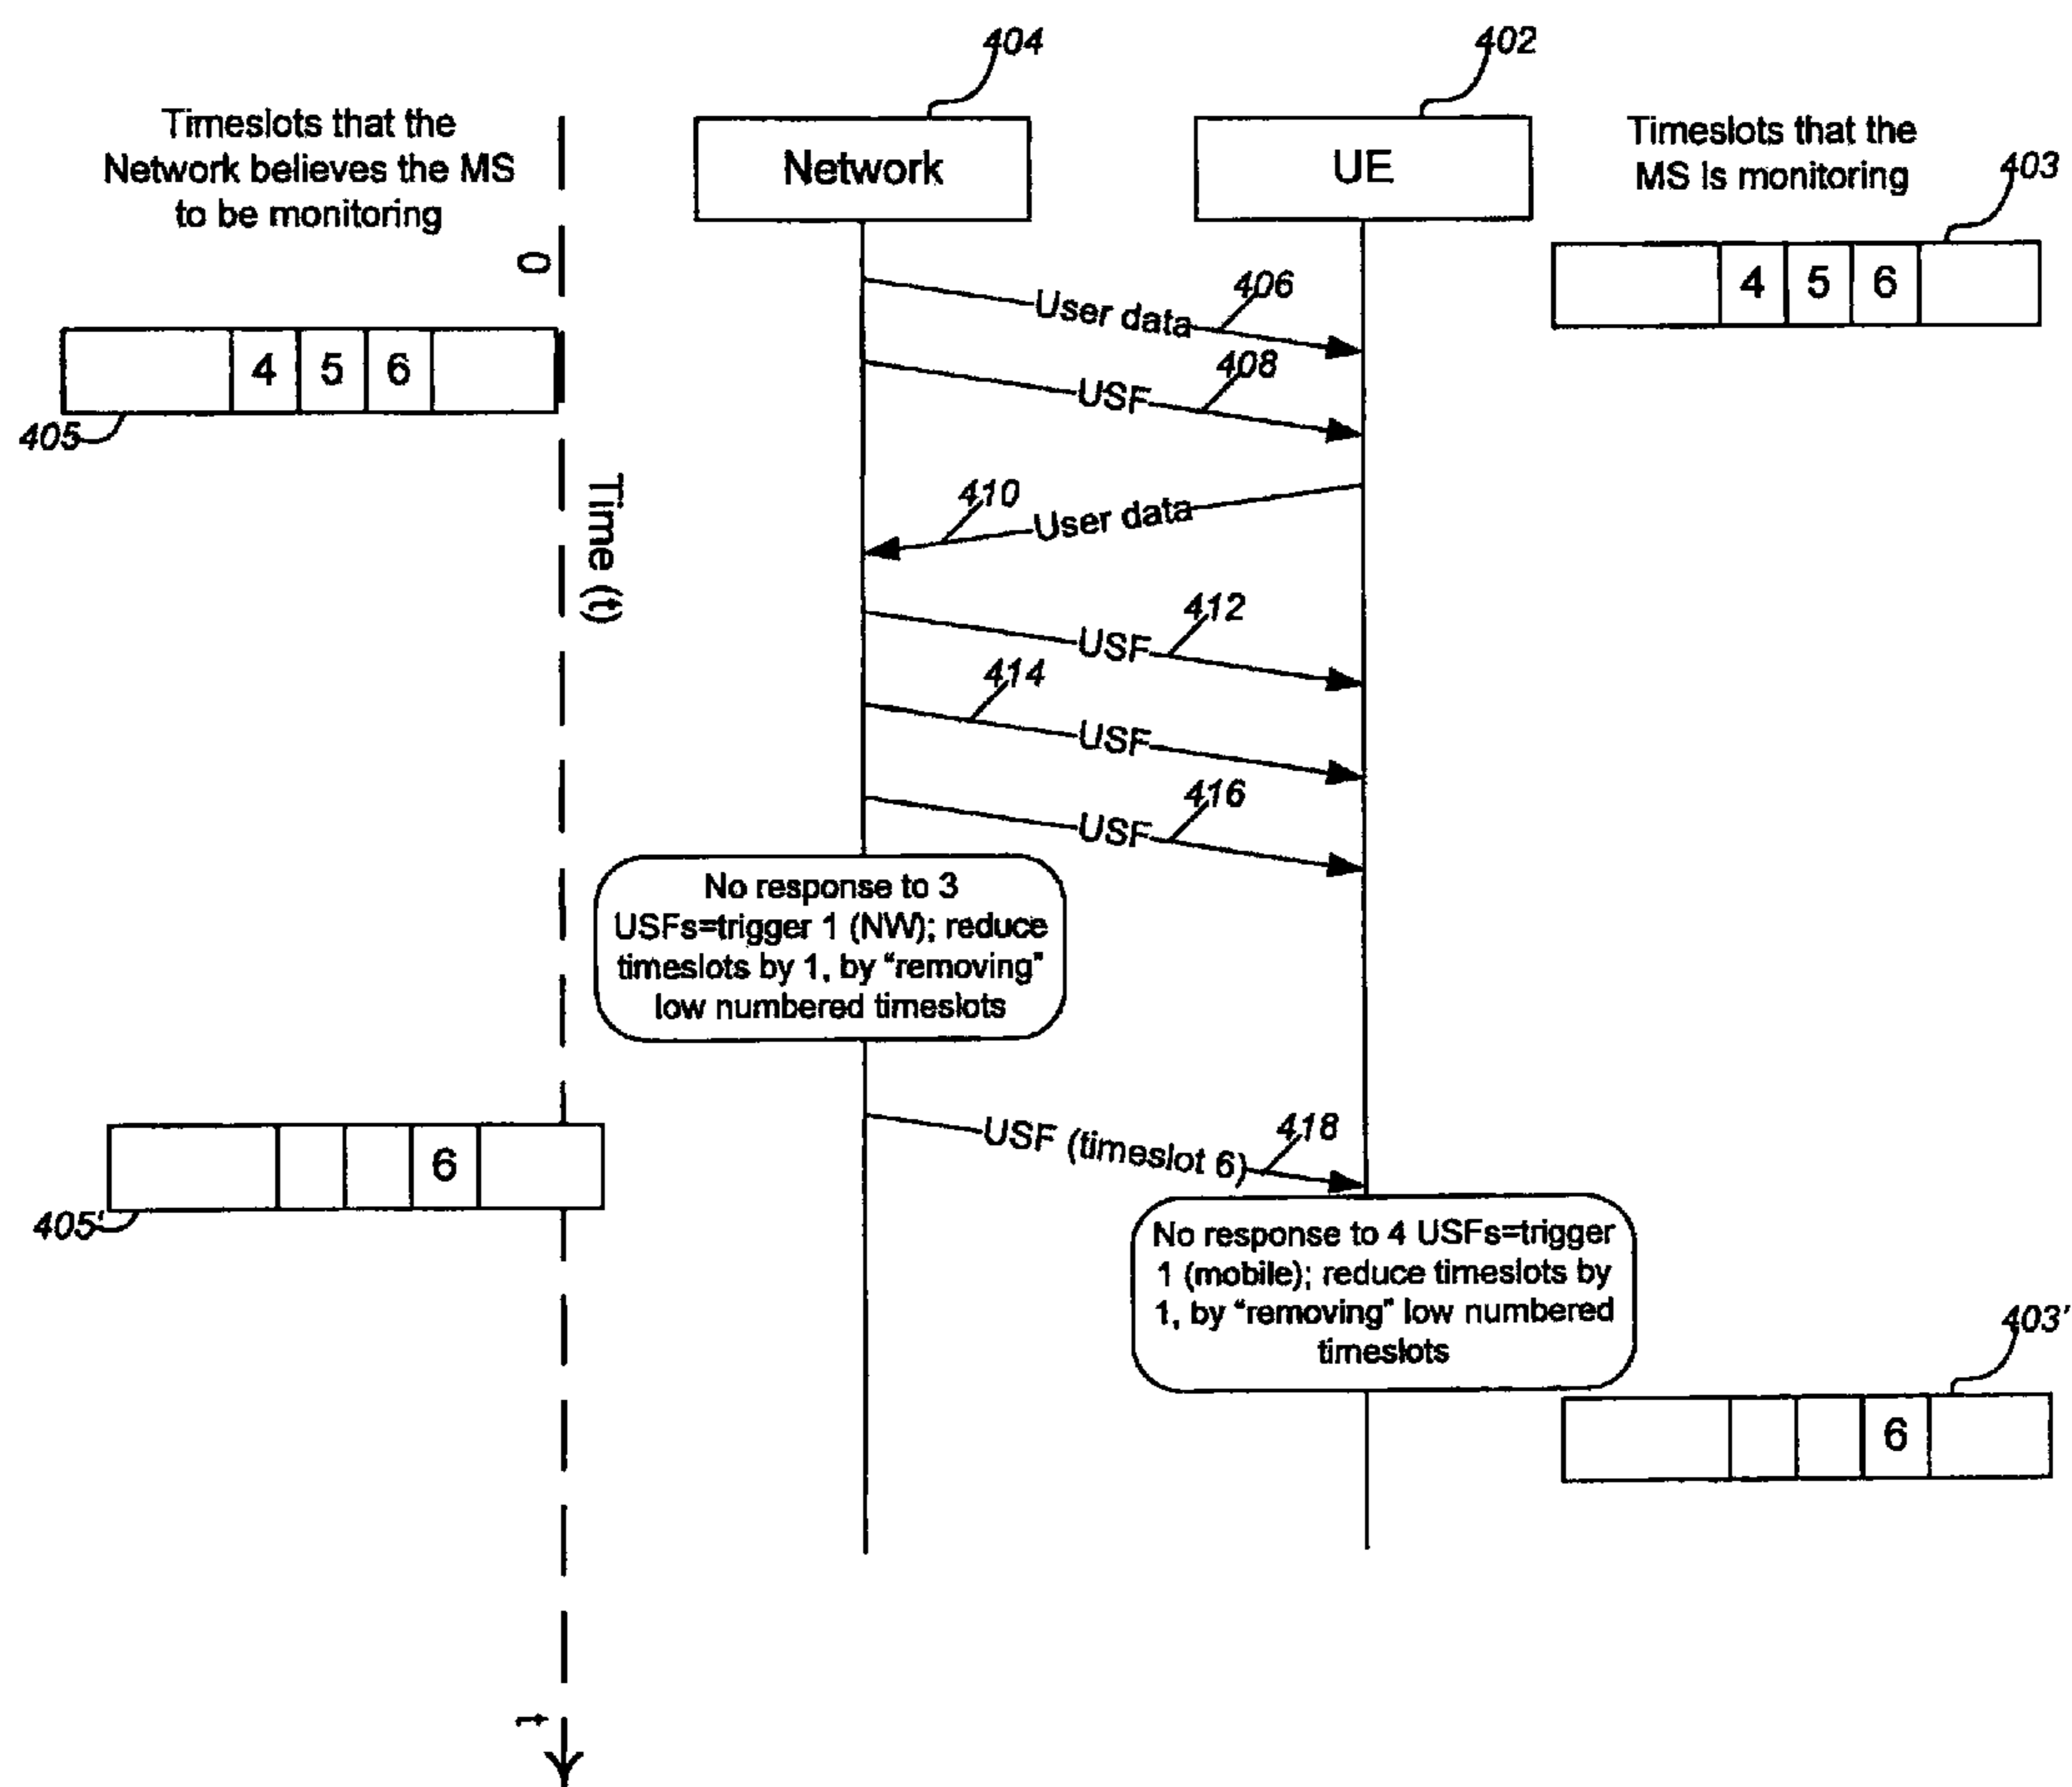 404
402
Timeslots that the
Network believes the MS
to be monitoring
Network
UE
Timeslots that the
MS is monitoring
403
0
4 5 6
405
4 5 6
User data
406
USF
408
Time (t)
410
User data
USF
412
414
USF
416
USF
No response to 3
USFs=trigger 1 (NW); reduce
timeslots by 1, by “removing”
low numbered timeslots
USF (timeslot 6)
418
6
405'
No response to 4 USFs=trigger
1 (mobile); reduce timeslots by
1, by “removing” low numbered
timeslots
403'
6
t